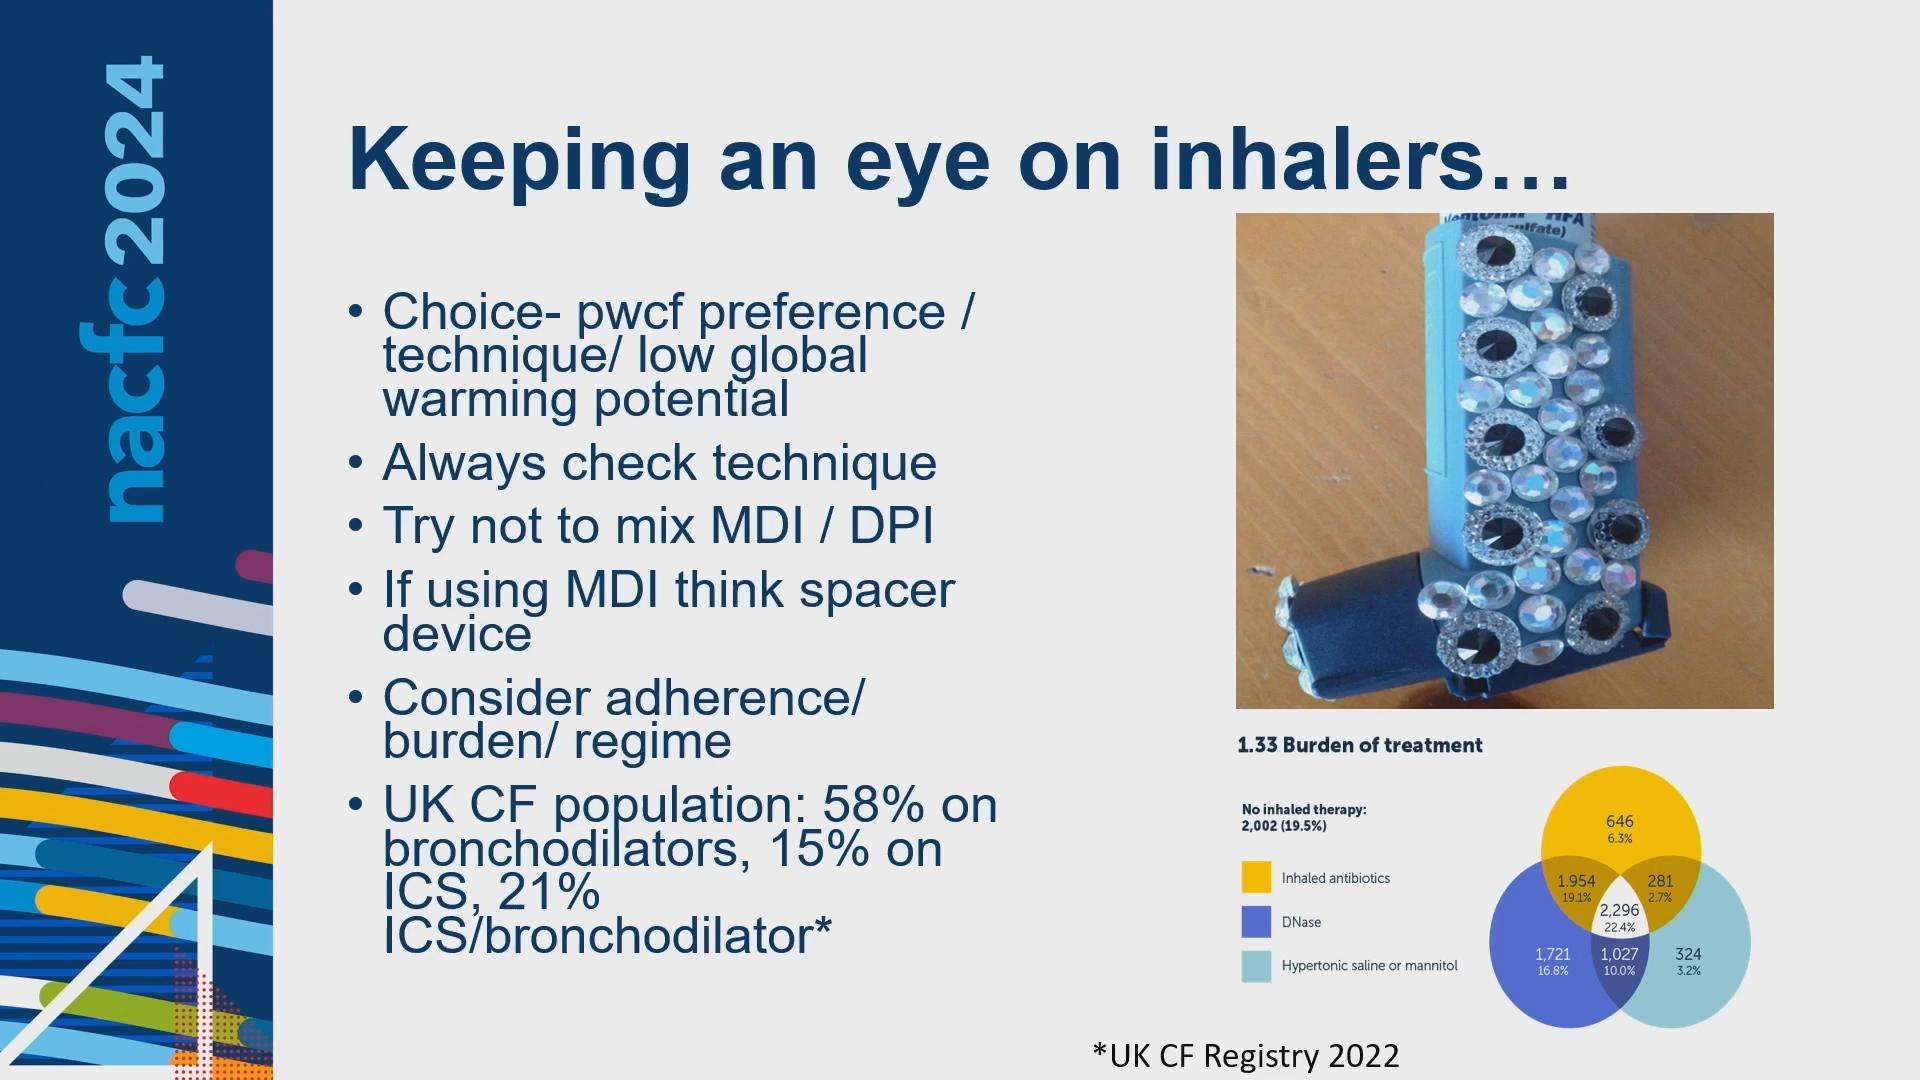 nacfc2024
Keeping an eye on inhalers...
• Choice- pwcf preference /
technique/ low global
warming potential
• Always check technique
• Try not to mix MDI / DPI
• If using MDI think spacer
device
• Consider adherence/
burden/ regime
• UK CF population: 58% on
bronchodilators, 15% on
ICS, 21%
ICS/bronchodilator*
HFA
1.33 Burden of treatment
No inhaled therapy:
2,002 (19.5%)
Inhaled antibiotics
DNase
Hypertonic saline or mannitol
646
6.3%
1.954
19.1%
281
2.7%
2,296
22.4%
1,721
16.8%
1,027
10.0%
324
3.2%
*UK CF Registry 2022